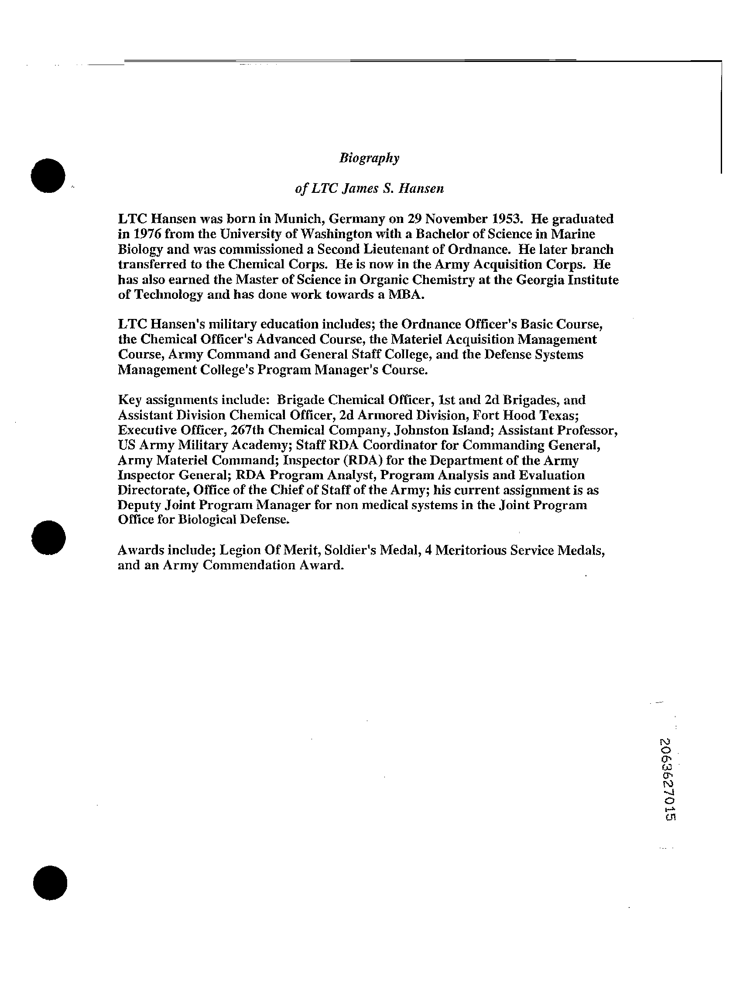 Biography
of LTC James S. Hansen
LTC Hansen was born in Munich, Germany on 29 November 1953. He graduated
in 1976 from the University of Washington with a Bachelor of Science in Marine
Biology and was commissioned a Second Lieutenant of Ordnance. He later branch
transferred to the Chemical Corps. He is now in the Army Acquisition Corps. He
has also earned the Master of Science in Organic Chemistry at the Georgia Institute
of Technology and has done work towards a MBA.
LTC Hansen's military education includes; the Ordnance Officer's Basic Course,
the Chemical Officer's Advanced Course, the Materiel Acquisition Management
Course, Army Command and General Staff College, and the Defense Systems
Management College's Program Manager's Course.
Key assignments include: Brigade Chemical Officer, 1st and 2d Brigades, and
Assistant Division Chemical Officer, 2d Armored Division, Fort Hood Texas;
Executive Officer, 267th Chemical Company, Johnston Island; Assistant Professor,
US Army Military Academy; Staff RDA Coordinator for Commanding General,
Army Materiel Command; Inspector (RDA) for the Department of the Army
Inspector General; RDA Program Analyst, Program Analysis and Evaluation
Directorate, Office of the Chief of Staff of the Army; his current assignment is as
Deputy Joint Program Manager for non medical systems in the Joint Program
Office for Biological Defense.
Awards include; Legion Of Merit, Soldier's Medal, 4 Meritorious Service Medals,
and an Army Commendation Award.
2063627015